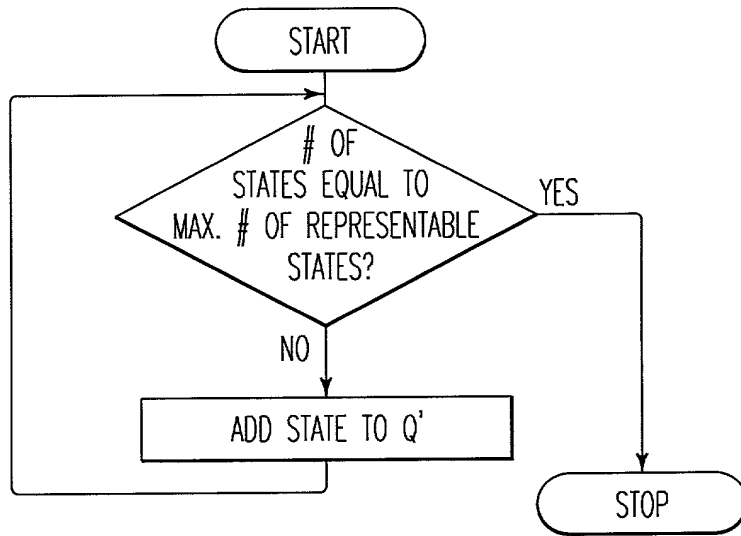 START
# OF
STATES EQUAL TO
MAX. # OF REPRESENTABLE
STATES?
YES
NO
ADD STATE TO Q'
STOP